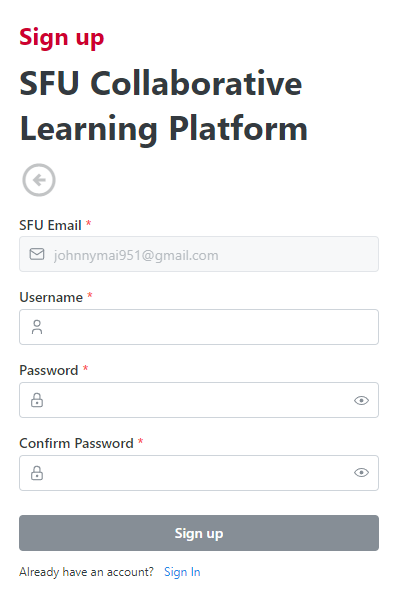 Sign up
SFU Collaborative
Learning Platform
SFU Email *
johnnymai951@gmail.com
Username *
Password *
Confirm Password *
Sign up
Already have an account? Sign In